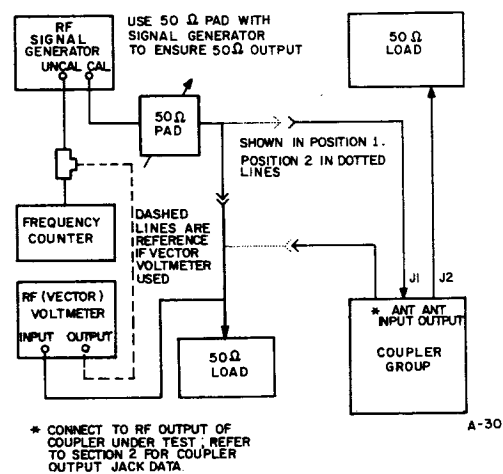 RF
SIGNAL
GENERATOR
UNCAL CAL
USE 50 Ω PAD WITH
SIGNAL GENERATOR
TO ENSURE 50Ω OUTPUT
50 Ω
LOAD
50Ω
PAD
SHOWN IN POSITION 1.
POSITION 2 IN DOTTED
LINES
FREQUENCY
COUNTER
DASHED
LINES ARE
REFERENCE
IF VECTOR
VOLTMETER
USED
RF (VECTOR)
VOLTMETER
INPUT OUTPUT
50Ω
LOAD
J1 J2
* ANT ANT
INPUT OUTPUT
COUPLER
GROUP
A-30
* CONNECT TO RF OUTPUT OF
COUPLER UNDER TEST; REFER
TO SECTION 2 FOR COUPLER
OUTPUT JACK DATA.